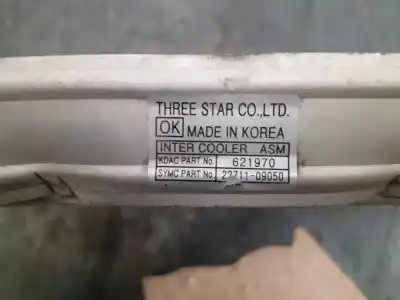 THREE STAR CO.,LTD.
OK MADE IN KOREA
INTER COOLER ASM
KDAC PART No. 621970
SYMC PART No. 23711-09050